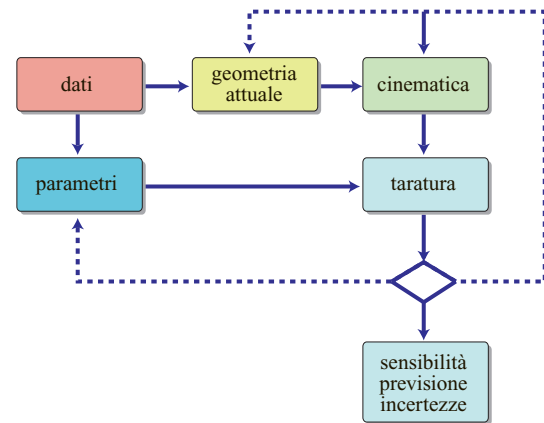 dati
geometria
attuale
cinematica
parametri
taratura
sensibilità
previsione
incertezze